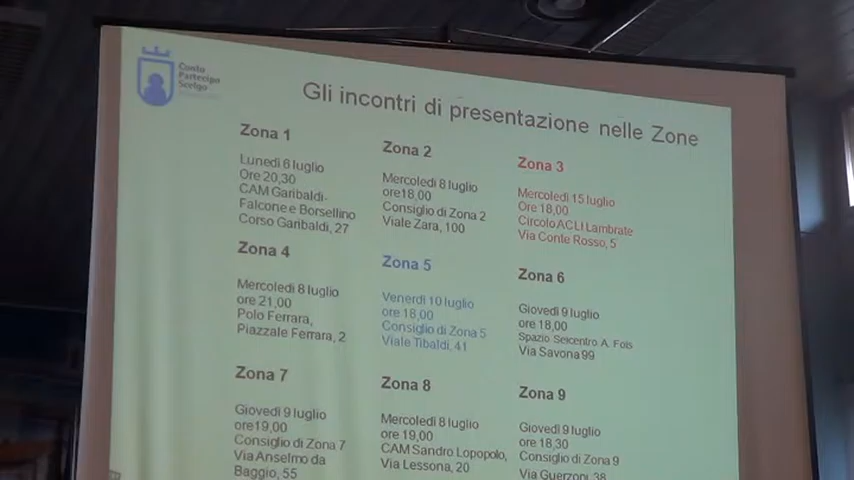 Conto
Partecipo
Scelgo
Gli incontri di presentazione nelle Zone
Zona 1
Lunedì 6 luglio
Ore 20,30
CAM Garibaldi-
Falcone e Borsellino
Corso Garibaldi, 27
Zona 2
Mercoledì 8 luglio
ore18,00
Consiglio di Zona 2
Viale Zara, 100
Zona 3
Mercoledì 15 luglio
Ore 18,00
Circolo ACLI Lambrate
Via Conte Rosso, 5
Zona 4
Mercoledì 8 luglio
ore 21,00
Polo Ferrara,
Piazzale Ferrara, 2
Zona 5
Venerdì 10 luglio
ore 18,00
Consiglio di Zona 5
Viale Tibaldi, 41
Zona 6
Giovedì 9 luglio
ore 18,00
Spazio Seicentro A. Fois
Via Savona 99
Zona 7
Giovedì 9 luglio
ore19,00
Consiglio di Zona 7
Via Anselmo da
Baggio, 55
Zona 8
Mercoledì 8 luglio
ore 19,00
CAM Sandro Lopopolo,
Via Lessona, 20
Zona 9
Giovedì 9 luglio
ore 18,30
Consiglio di Zona 9
Via Guerzoni, 38